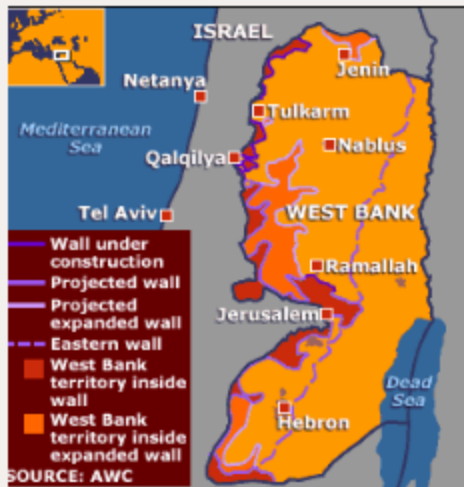 ISRAEL
Jenin
Netanya
Tulkarm
Mediterranean
Sea
Nablus
Qalqilya
Tel Aviv
WEST BANK
Wall under
construction
Projected wall
Projected
expanded wall
Eastern wall
West Bank
territory inside
wall
West Bank
territory inside
expanded wall
SOURCE: AWC
Ramallah
Jerusalem
Dead
Sea
Hebron